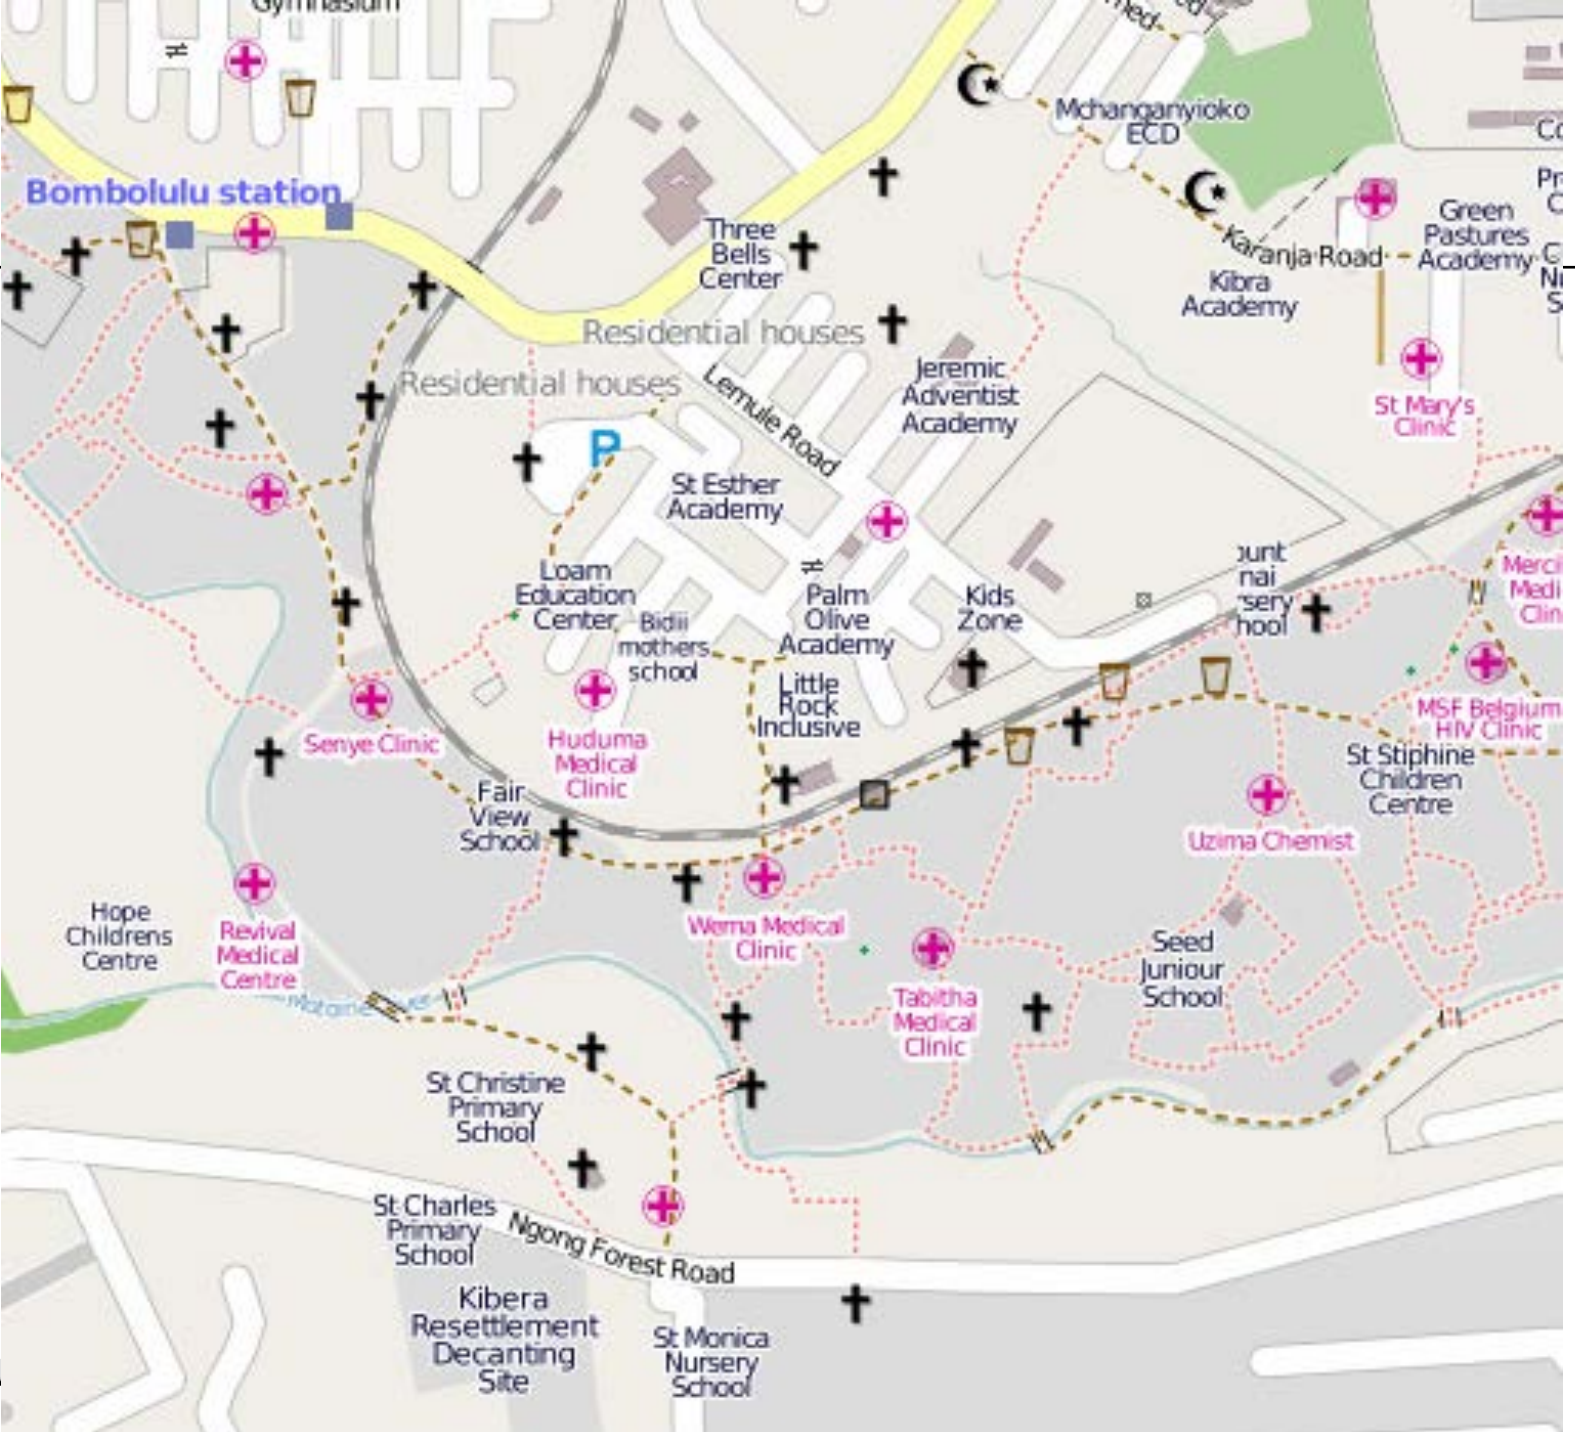 Gymnasium
Mchanganyioko
ECD
Bombolulu station
Three
Bells
Center
Karanja Road
Green
Pastures
Academy
Kibra
Academy
Residential houses
Residential houses
Lemule Road
Jeremic
Adventist
Academy
St Mary's
Clinic
St Esther
Academy
Loam
Education
Center
Bidii
mothers
school
Palm
Olive
Academy
Kids
Zone
Little
Rock
Inclusive
MSF Belgium
HIV Clinic
St Stiphine
Children
Centre
Senye Clinic
Huduma
Medical
Clinic
Fair
View
School
Uzima Chemist
Hope
Childrens
Centre
Revival
Medical
Centre
Wema Medical
Clinic
Seed
Juniour
School
Tabitha
Medical
Clinic
St Christine
Primary
School
St Charles
Primary
School
Ngong Forest Road
Kibera
Resettlement
Decanting
Site
St Monica
Nursery
School
P